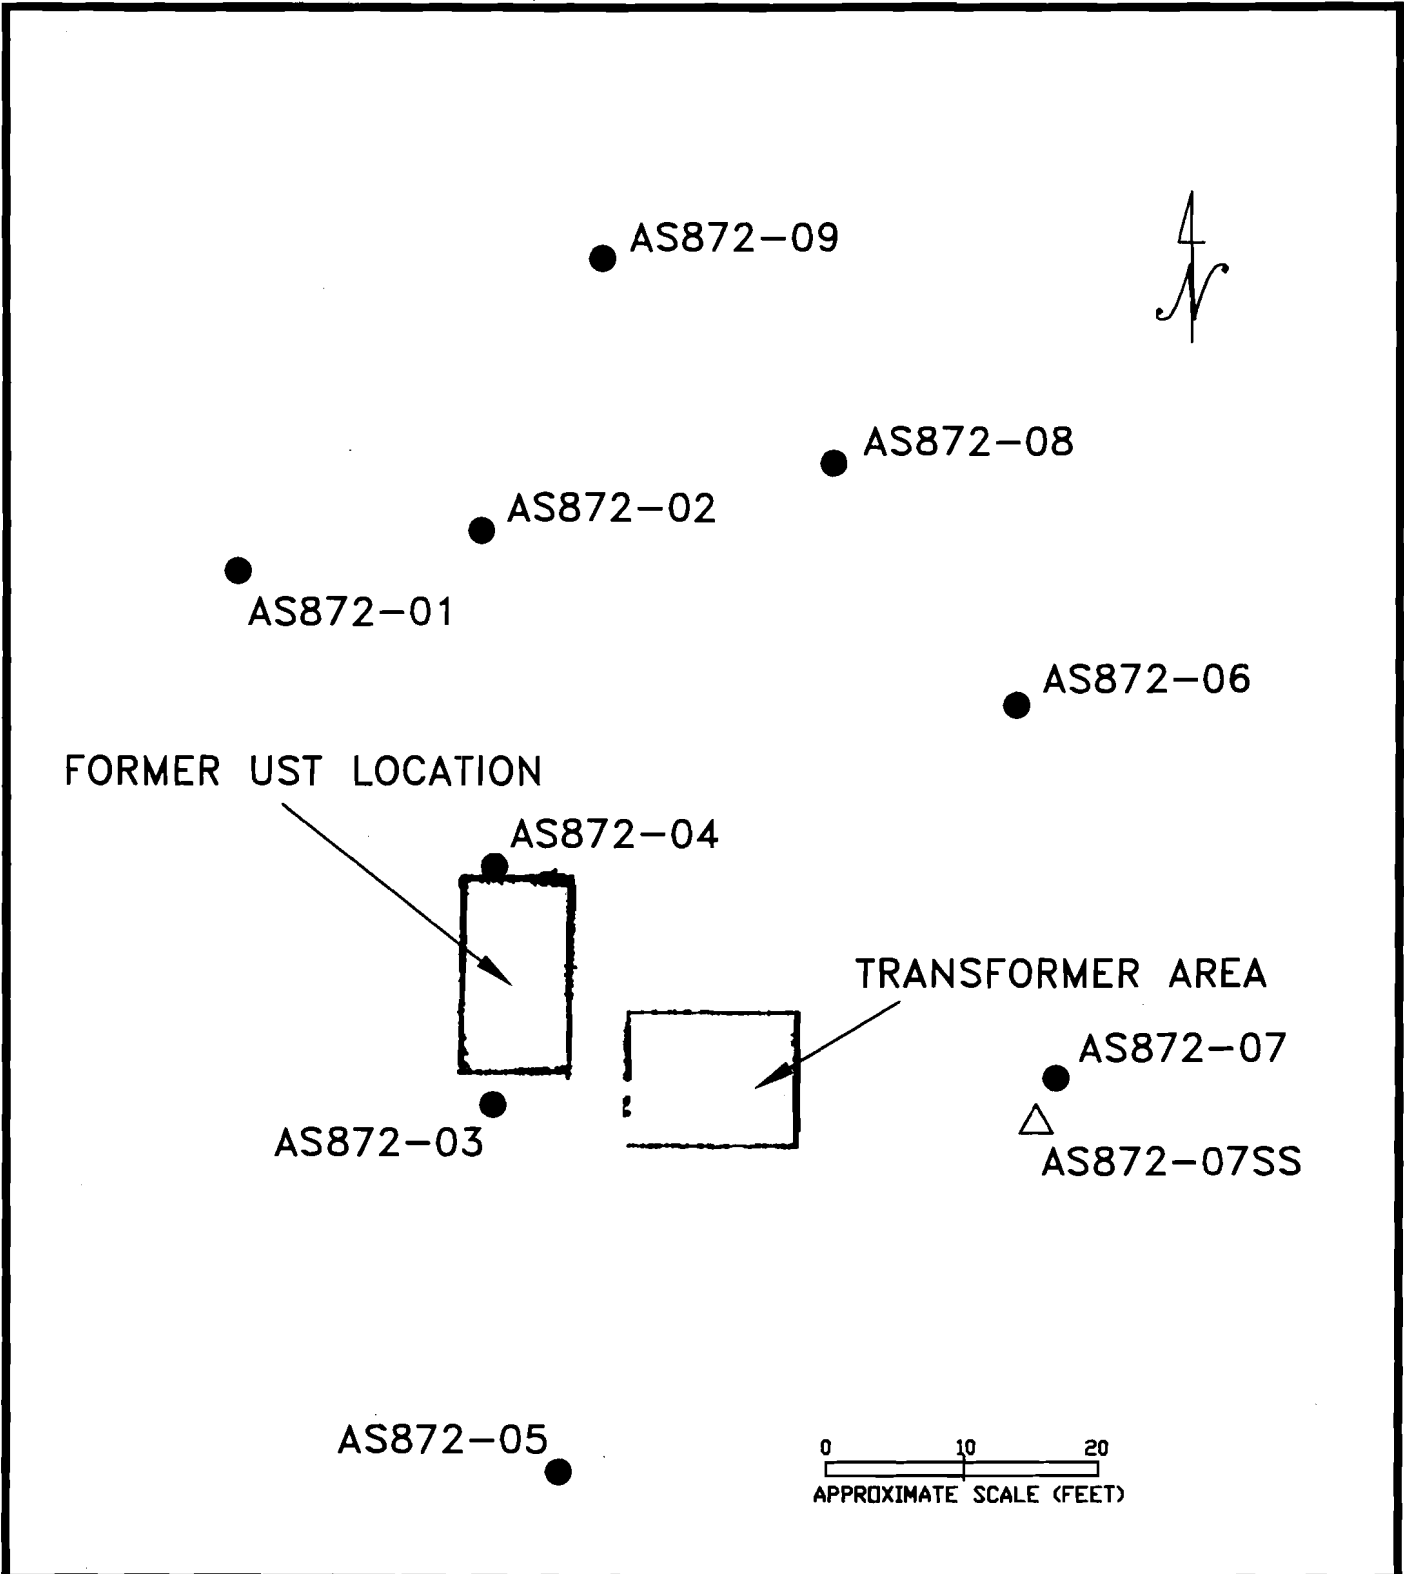 AS872-09
N
AS872-08
AS872-02
AS872-01
AS872-06
FORMER UST LOCATION
AS872-04
TRANSFORMER AREA
AS872-07
AS872-03
AS872-07SS
AS872-05
0 10 20
APPROXIMATE SCALE (FEET)